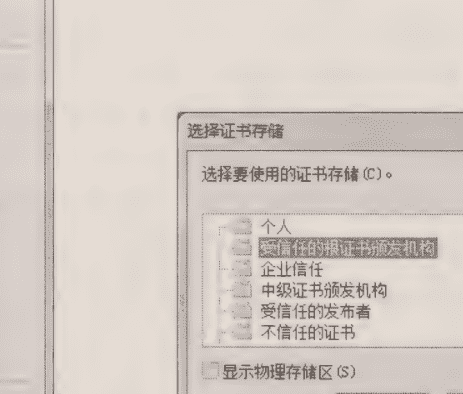 选择证书存储
选择要使用的证书存储(C)。
个人
受信任的根证书颁发机构
企业信任
中级证书颁发机构
受信任的发布者
不信任的证书
显示物理存储区(S)